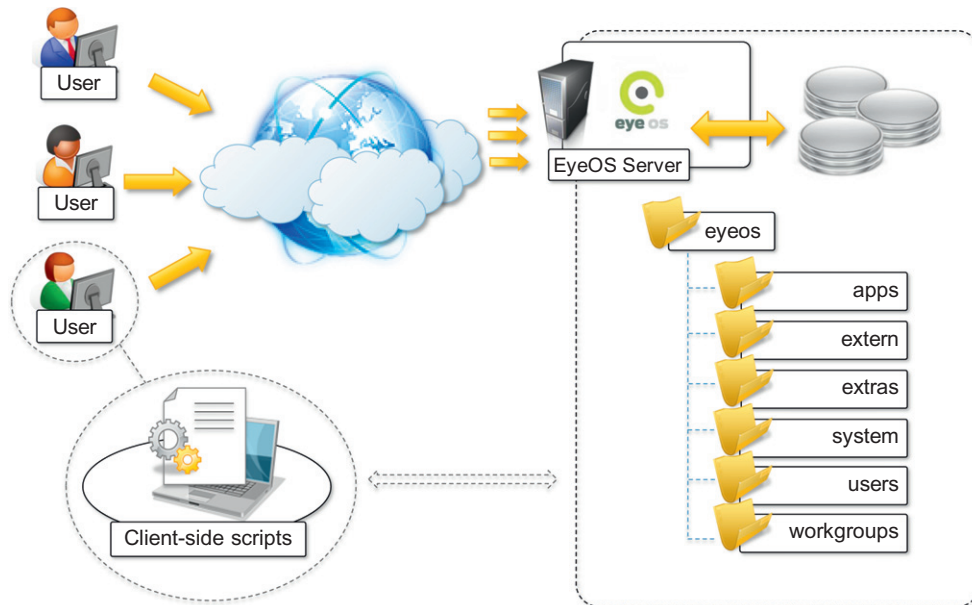 User
User
User
eye os
EyeOS Server
eyeos
apps
extern
extras
system
users
workgroups
Client-side scripts